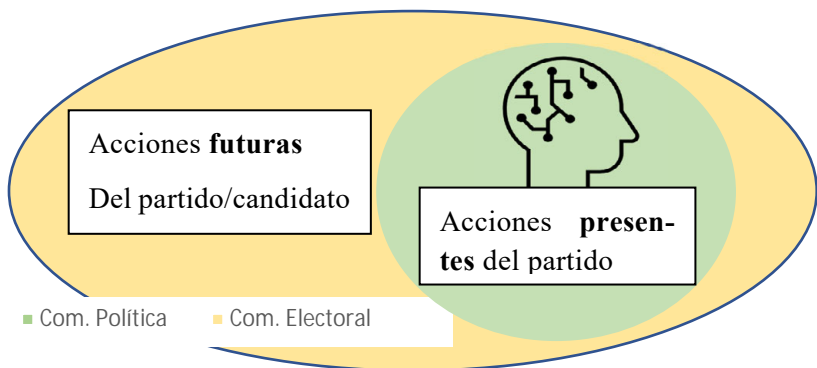 Acciones futuras
Del partido/candidato
Acciones presen-
tes del partido
Com. Política
Com. Electoral